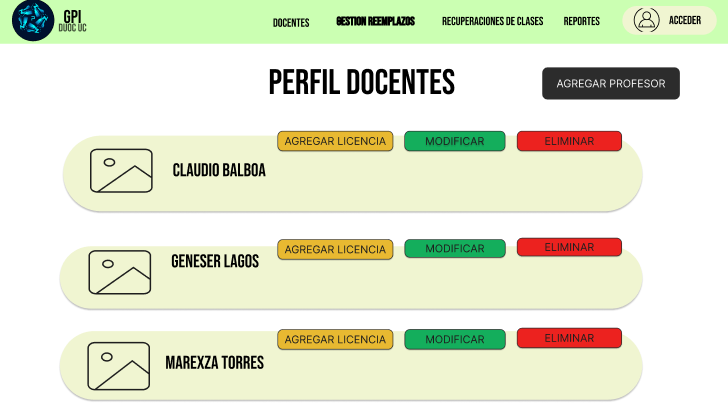 GPI
DUOC UC
DOCENTES
GESTION REEMPLAZOS
RECUPERACIONES DE CLASES
REPORTES
ACCEDER
PERFIL DOCENTES
AGREGAR PROFESOR
AGREGAR LICENCIA
MODIFICAR
ELIMINAR
CLAUDIO BALBOA
AGREGAR LICENCIA
MODIFICAR
ELIMINAR
GENESER LAGOS
AGREGAR LICENCIA
MODIFICAR
ELIMINAR
MAREXZA TORRES